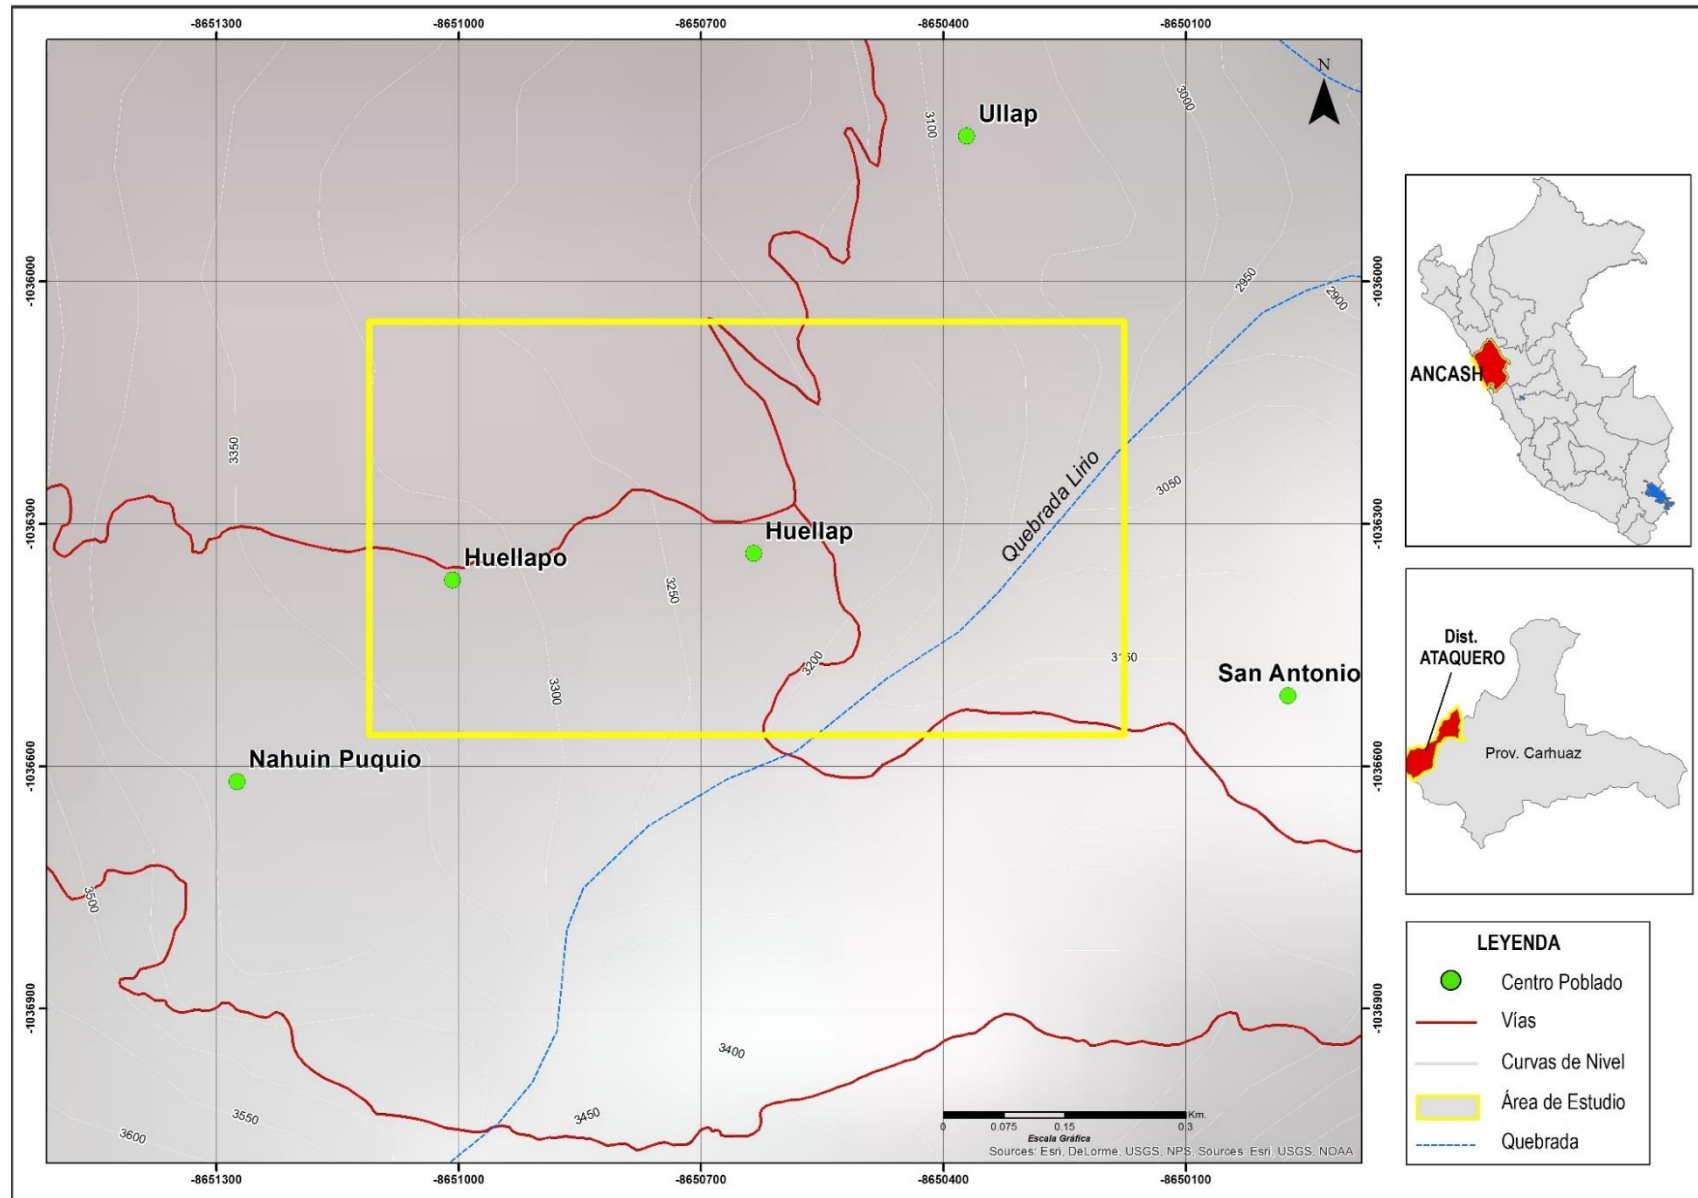 -8651300
-8651000
-8650700
-8650400
-8650100
N
Ullap
3100
3000
-1036000
-1036000
2950
2900
ANCASH
3350
Quebrada Lirio
3050
-1036300
-1036300
Huellap
Huellapo
3250
3200
3150
3300
San Antonio
Nahuin Puquio
-1036600
-1036600
Dist.
ATAQUERO
Prov. Carhuaz
3500
LEYENDA
Centro Poblado
Vías
Curvas de Nivel
Área de Estudio
Quebrada
-1036900
-1036900
3400
3450
3550
3600
Km.
0 0.075 0.15 0.3
Escala Gráfica
Sources: Esri, DeLorme, USGS, NPS, Sources: Esri, USGS, NOAA
-8651300
-8651000
-8650700
-8650400
-8650100